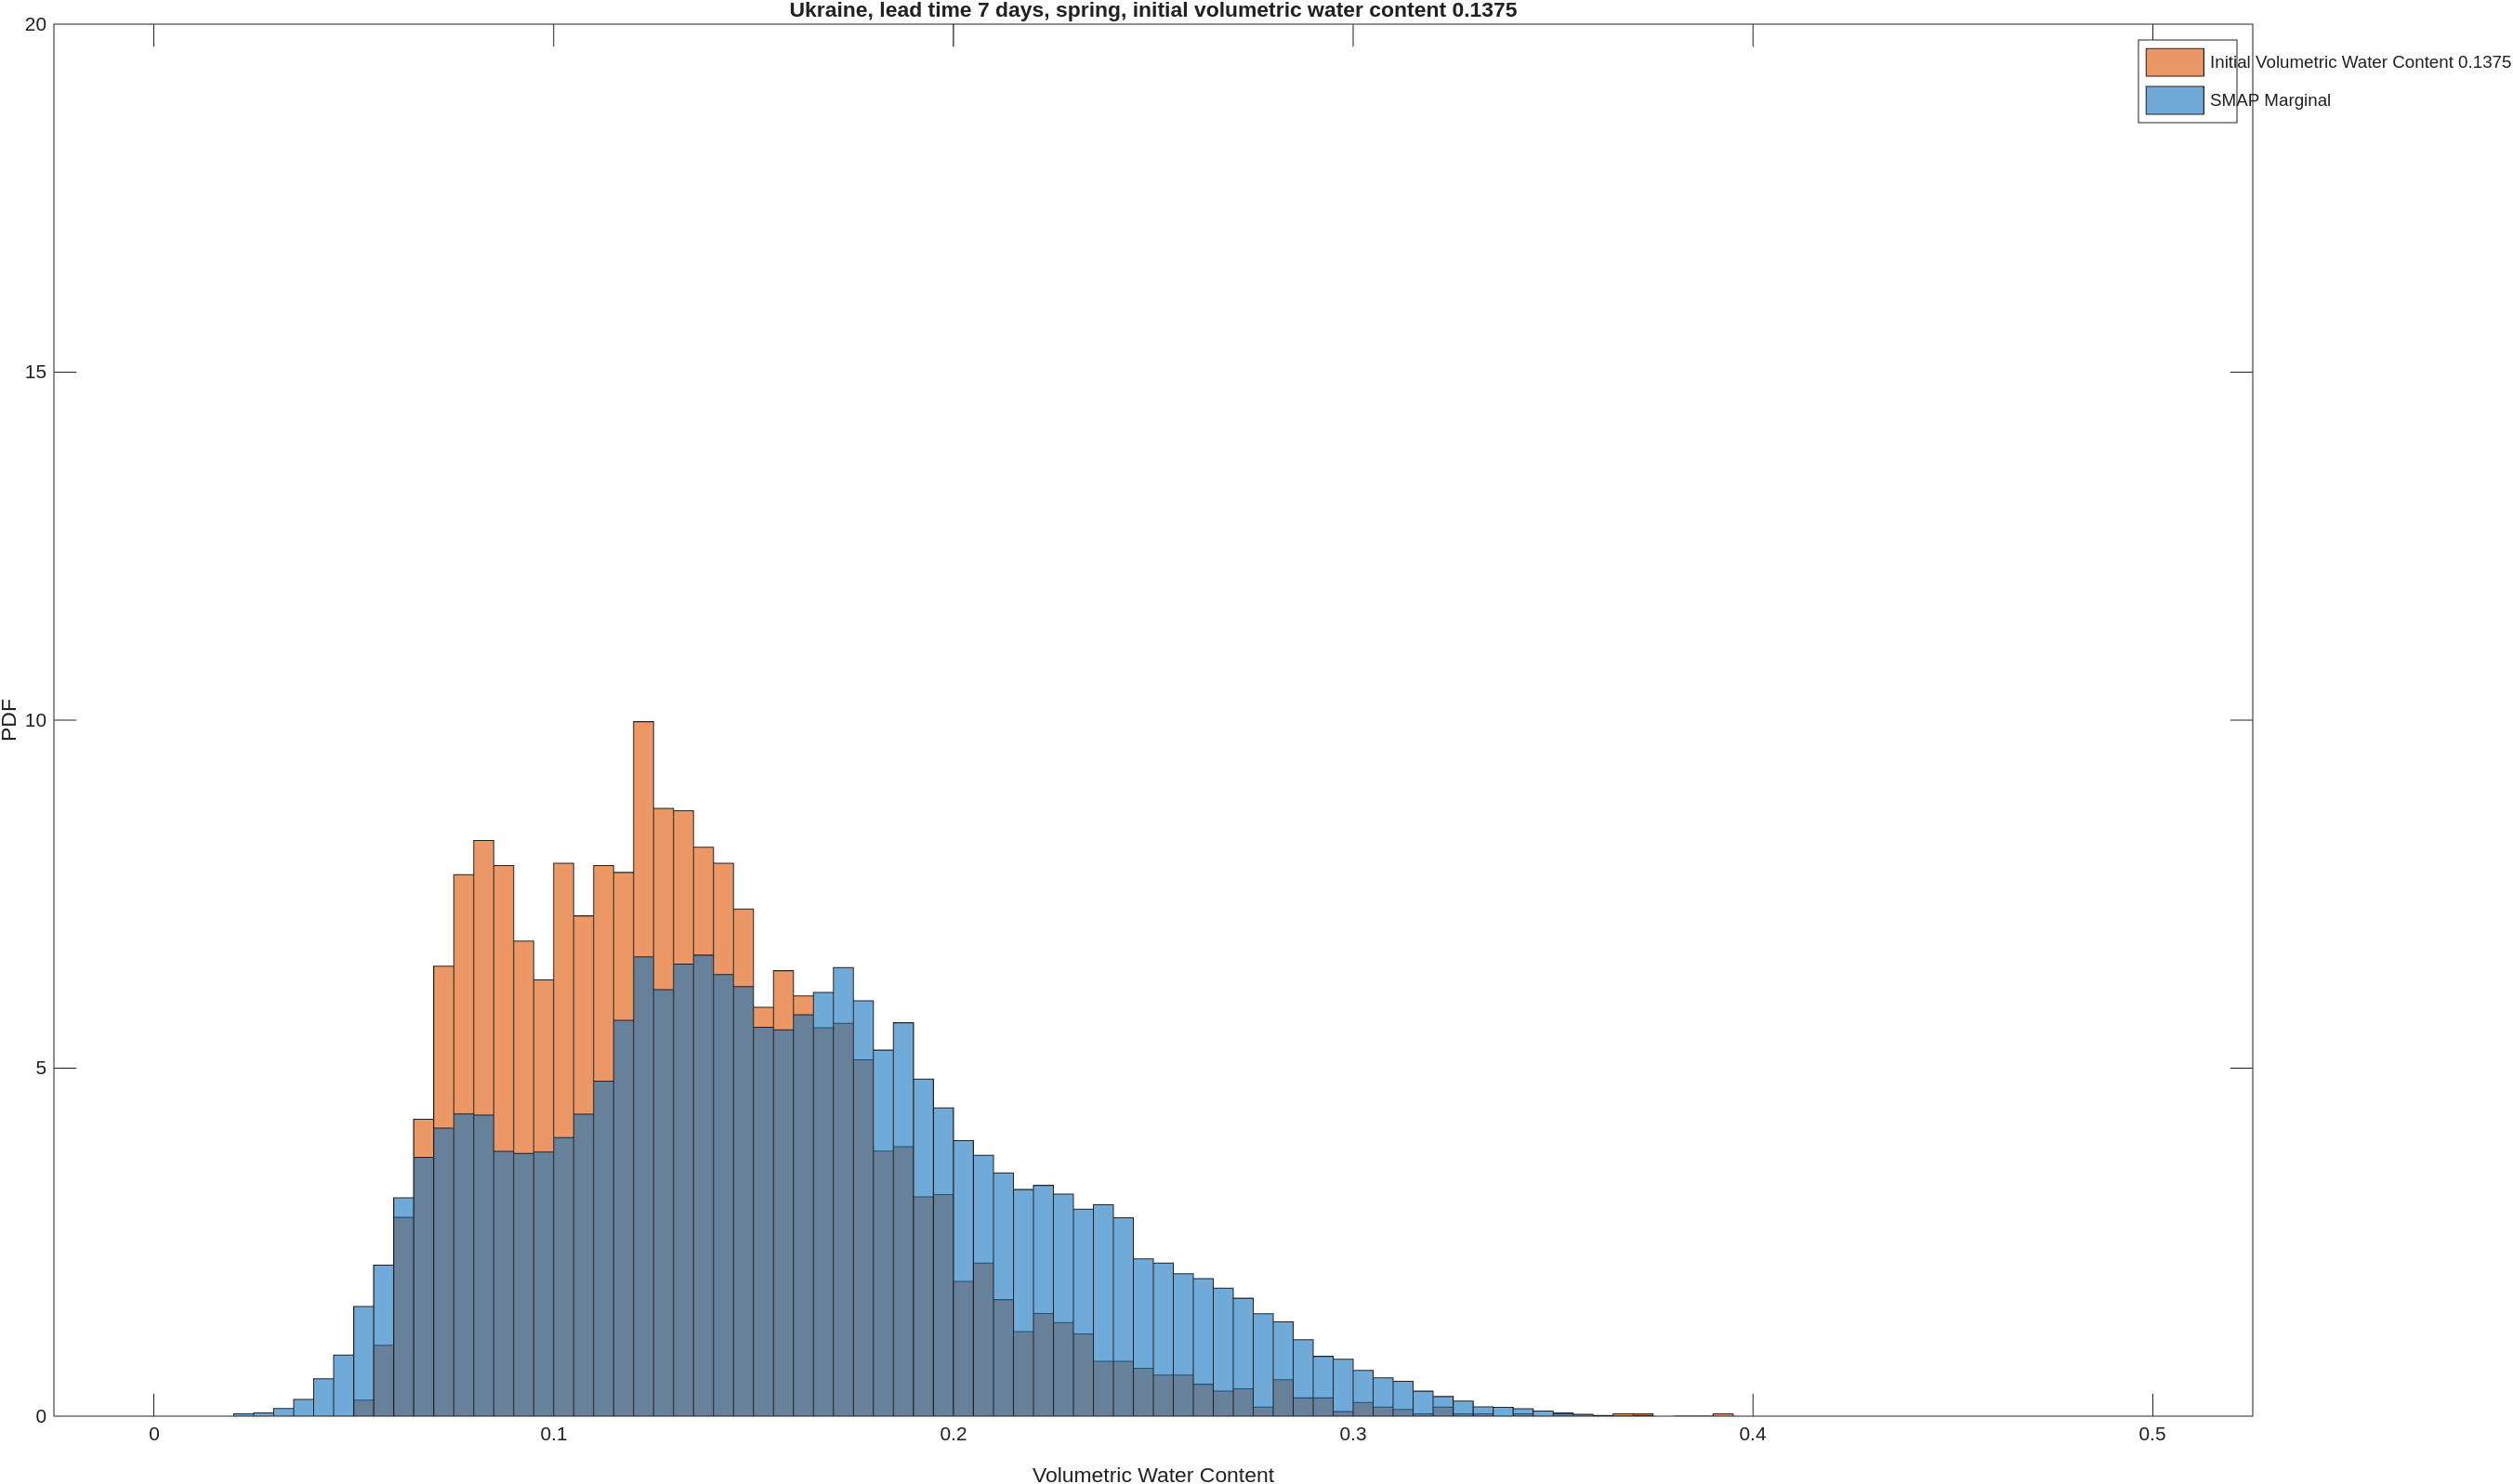 Ukraine, lead time 7 days, spring, initial volumetric water content 0.1375
20
Initial Volumetric Water Content 0.1375
SMAP Marginal
15
10
PDF
5
0
0 0.1 0.2 0.3 0.4 0.5
Volumetric Water Content